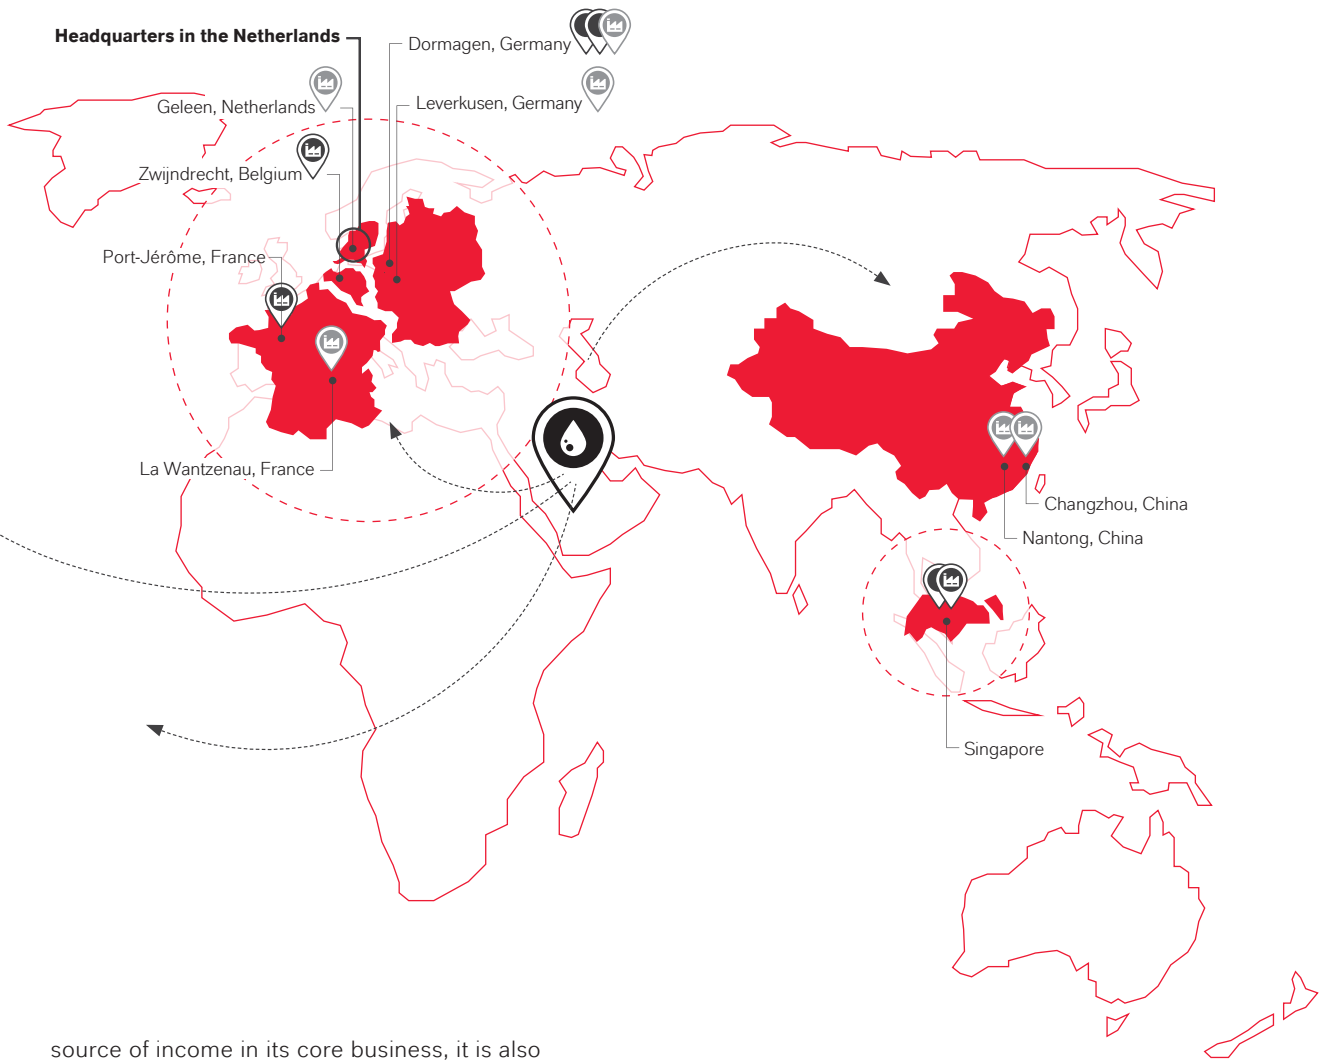 Headquarters in the Netherlands
Dormagen, Germany
Geleen, Netherlands
Leverkusen, Germany
Zwijndrecht, Belgium
Port-Jérôme, France
La Wantzenau, France
Changzhou, China
Nantong, China
Singapore
source of income in its core business, it is also